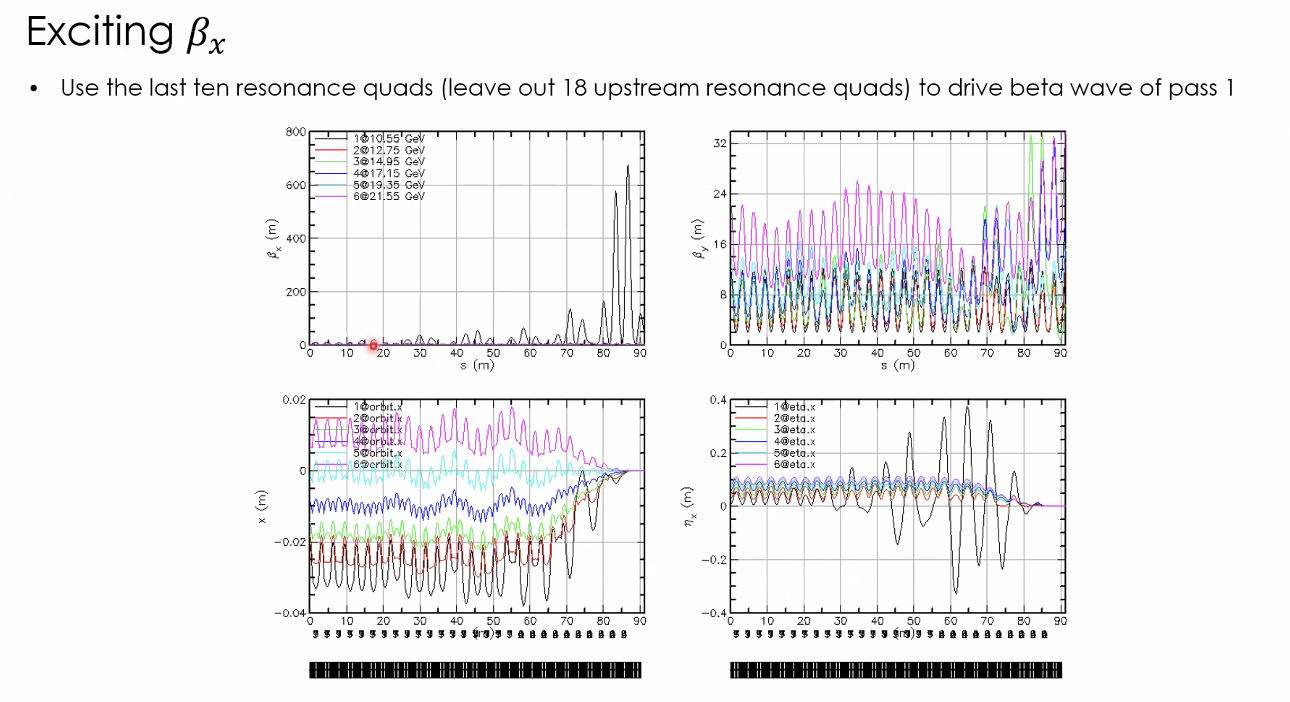 Exciting βₓ
• Use the last ten resonance quads (leave out 18 upstream resonance quads) to drive beta wave of pass 1
800
600
400
200
0
βx (m)
1@10.55 GeV
2@12.75 GeV
3@14.95 GeV
4@17.15 GeV
5@19.35 GeV
6@21.55 GeV
0 10 20 30 40 50 60 70 80 90
s (m)
32
24
16
8
0
βy (m)
0 10 20 30 40 50 60 70 80 90
s (m)
0.02
0
−0.02
−0.04
x (m)
1@orbit.x
2@orbit.x
3@orbit.x
4@orbit.x
5@orbit.x
6@orbit.x
0 10 20 30 40 50 60 70 80 90
(m)
0.4
0.2
0
−0.2
−0.4
ηx (m)
1@eta.x
2@eta.x
3@eta.x
4@eta.x
5@eta.x
6@eta.x
0 10 20 30 40 50 60 70 80 90
(m)